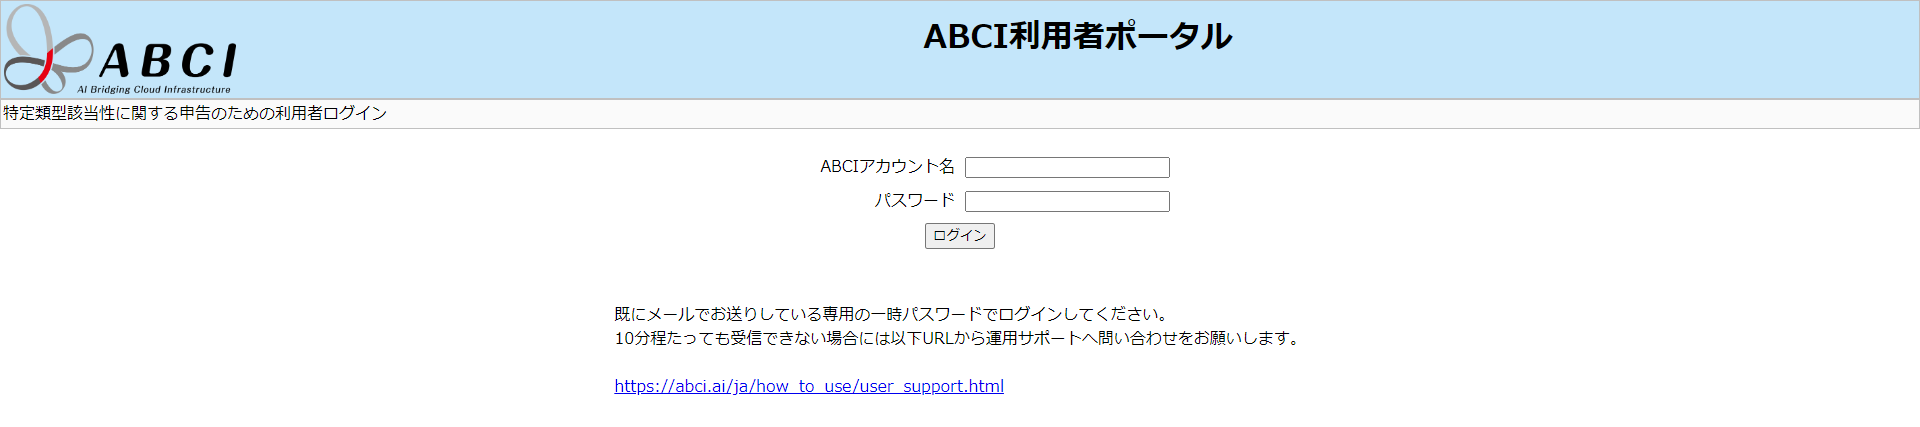 ABCI
AI Bridging Cloud Infrastructure
ABCI利用者ポータル
特定類型該当性に関する申告のための利用者ログイン
ABCIアカウント名
パスワード
ログイン
既にメールでお送りしている専用の一時パスワードでログインしてください。
10分程たっても受信できない場合には以下URLから運用サポートへ問い合わせをお願いします。
https://abci.ai/ja/how_to_use/user_support.html